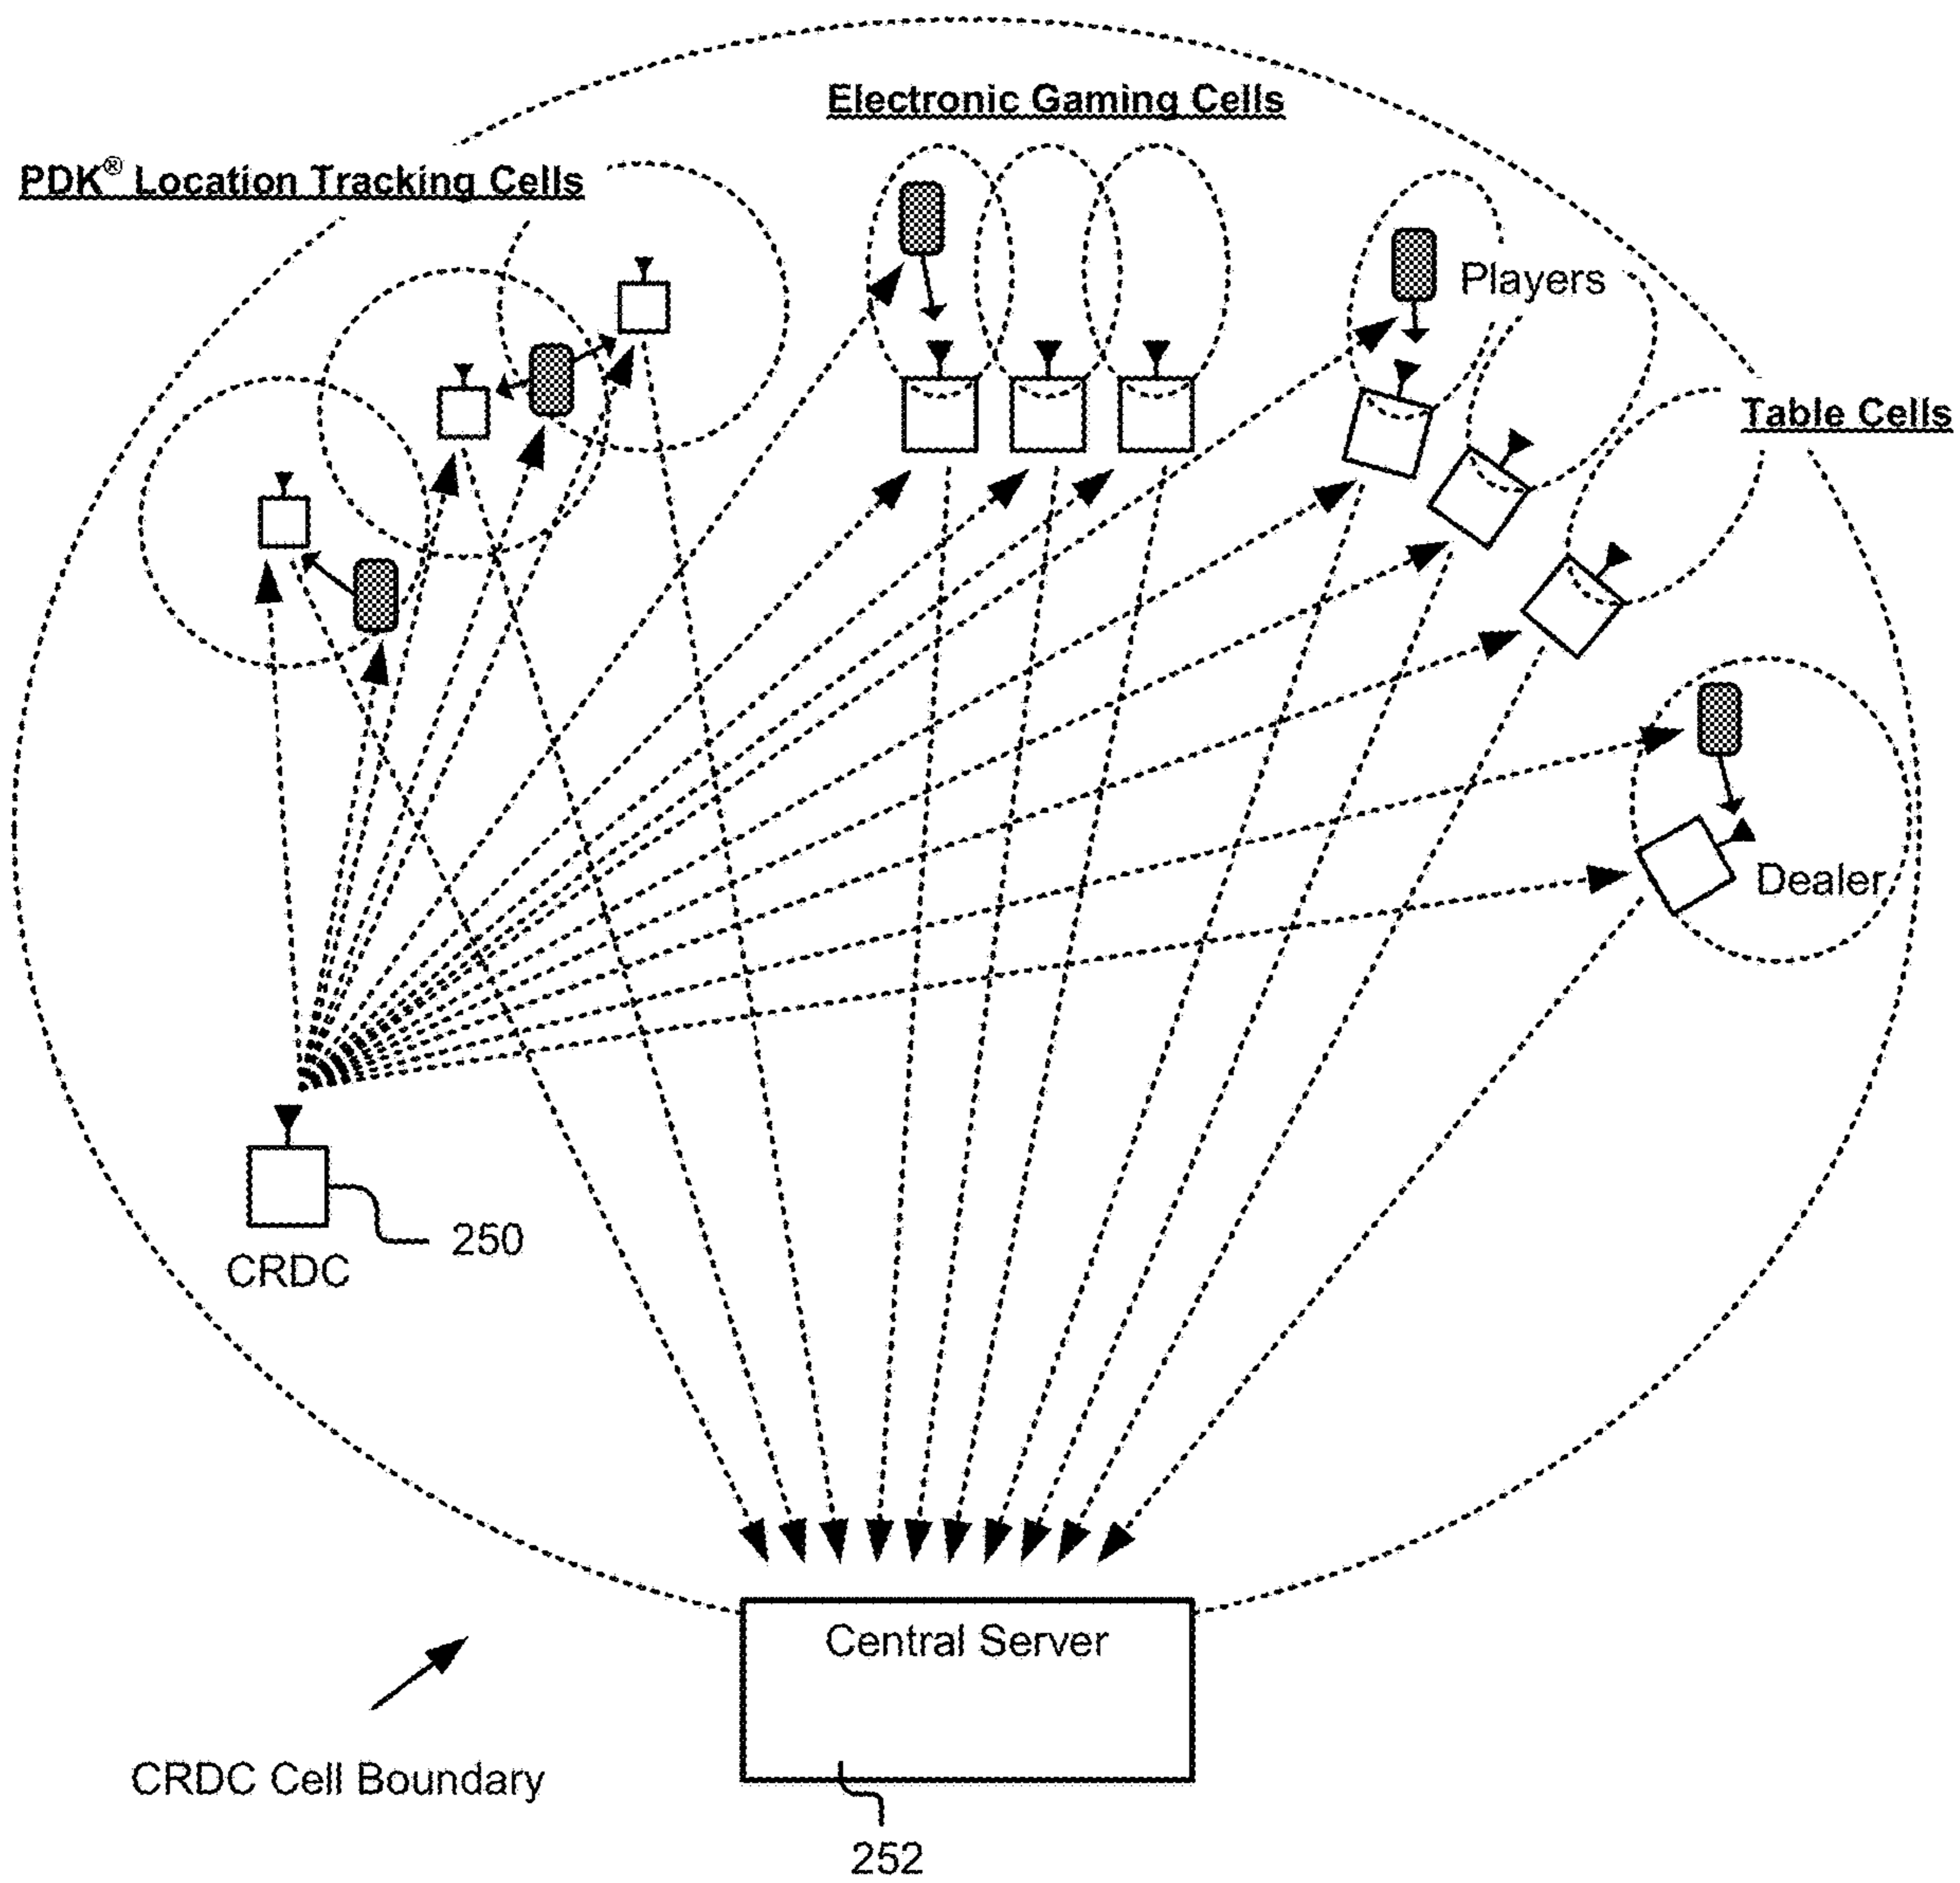 Electronic Gaming Cells
PDK® Location Tracking Cells
Players
Table Cells
Dealer
250
CRDC
Central Server
CRDC Cell Boundary
252